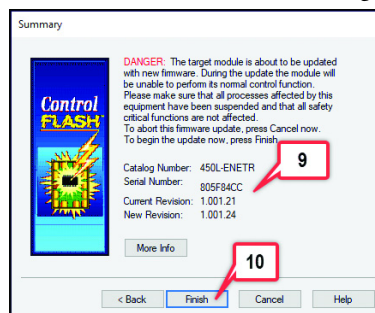 Summary
DANGER: The target module is about to be updated
with new firmware. During the update the module will
be unable to perform its normal control function.
Please make sure that all processes affected by this
equipment have been suspended and that all safety
critical functions are not affected.
To abort this firmware update, press Cancel now.
To begin the update now, press Finish.
Control
FLASH
Catalog Number: 450L-ENETR
Serial Number: 805F84CC
Current Revision: 1.001.21
New Revision: 1.001.24
9
More Info
10
< Back Finish Cancel Help